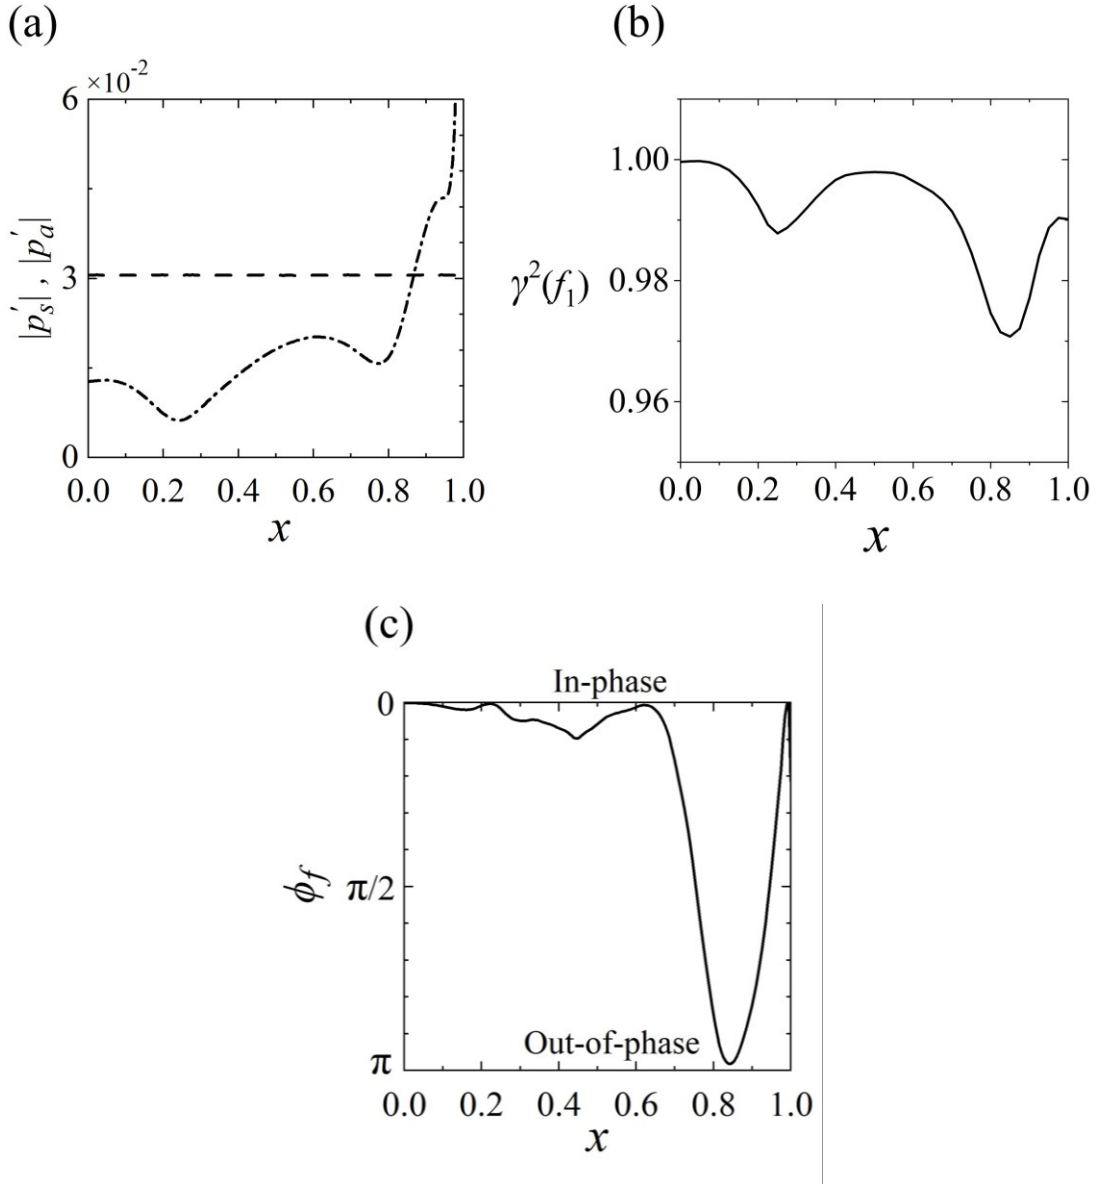 (a)
6 ×10⁻²
|p′ₛ| , |p′ₐ|
3
0
0.0 0.2 0.4 0.6 0.8 1.0
x
(b)
1.00
γ²(f₁) 0.98
0.96
0.0 0.2 0.4 0.6 0.8 1.0
x
(c)
In-phase
0
ϕ_f π/2
Out-of-phase
π
0.0 0.2 0.4 0.6 0.8 1.0
x